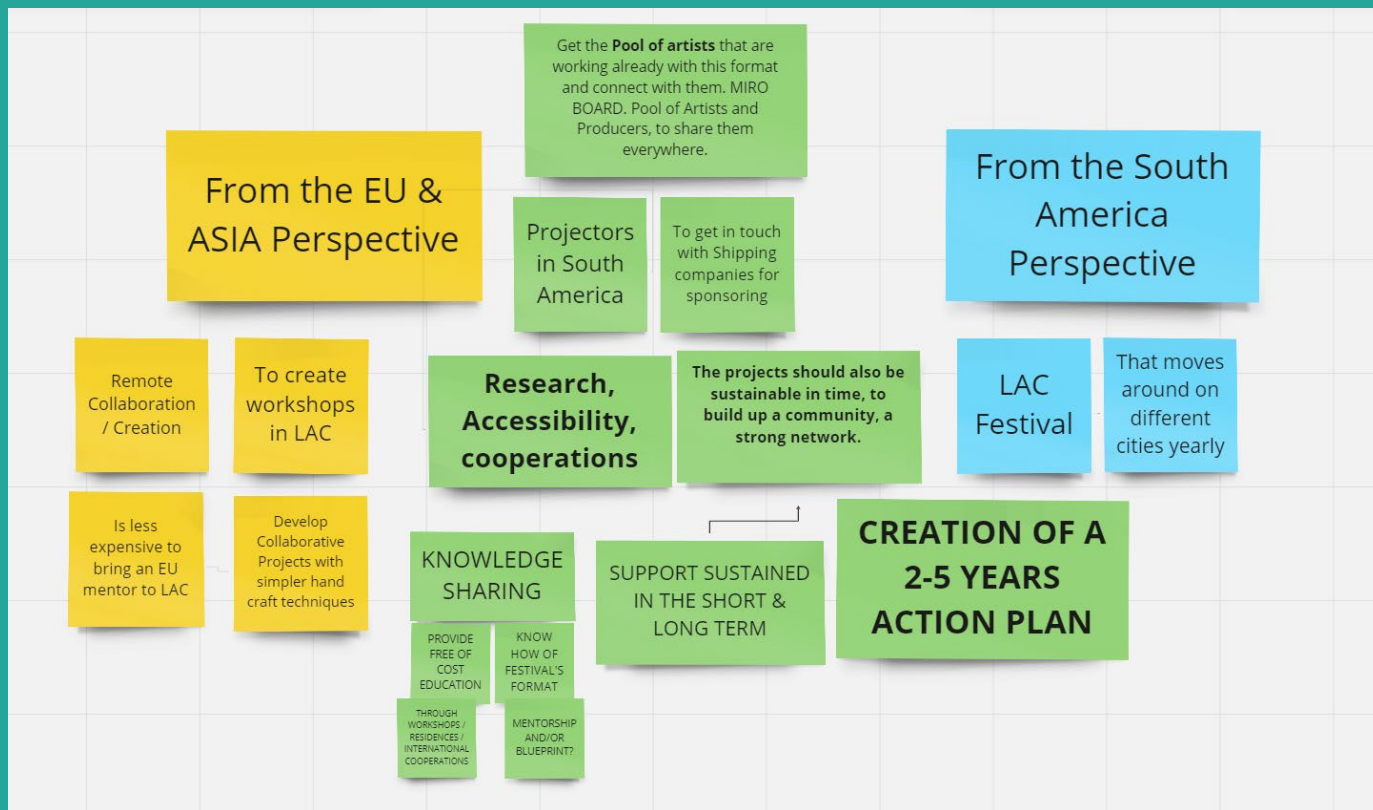 Get the Pool of artists that are
working already with this format
and connect with them. MIRO
BOARD. Pool of Artists and
Producers, to share them
everywhere.
From the EU &
ASIA Perspective
From the South
America
Perspective
Projectors
in South
America
To get in touch
with Shipping
companies for
sponsoring
Remote
Collaboration
/ Creation
To create
workshops
in LAC
Research,
Accessibility,
cooperations
The projects should also be
sustainable in time, to
build up a community, a
strong network.
LAC
Festival
That moves
around on
different
cities yearly
Is less
expensive to
bring an EU
mentor to LAC
Develop
Collaborative
Projects with
simpler hand
craft techniques
KNOWLEDGE
SHARING
SUPPORT SUSTAINED
IN THE SHORT &
LONG TERM
CREATION OF A
2-5 YEARS
ACTION PLAN
PROVIDE
FREE OF
COST
EDUCATION
KNOW
HOW OF
FESTIVAL'S
FORMAT
THROUGH
WORKSHOPS /
RESIDENCES /
INTERNATIONAL
COOPERATIONS
MENTORSHIP
AND/OR
BLUEPRINT?